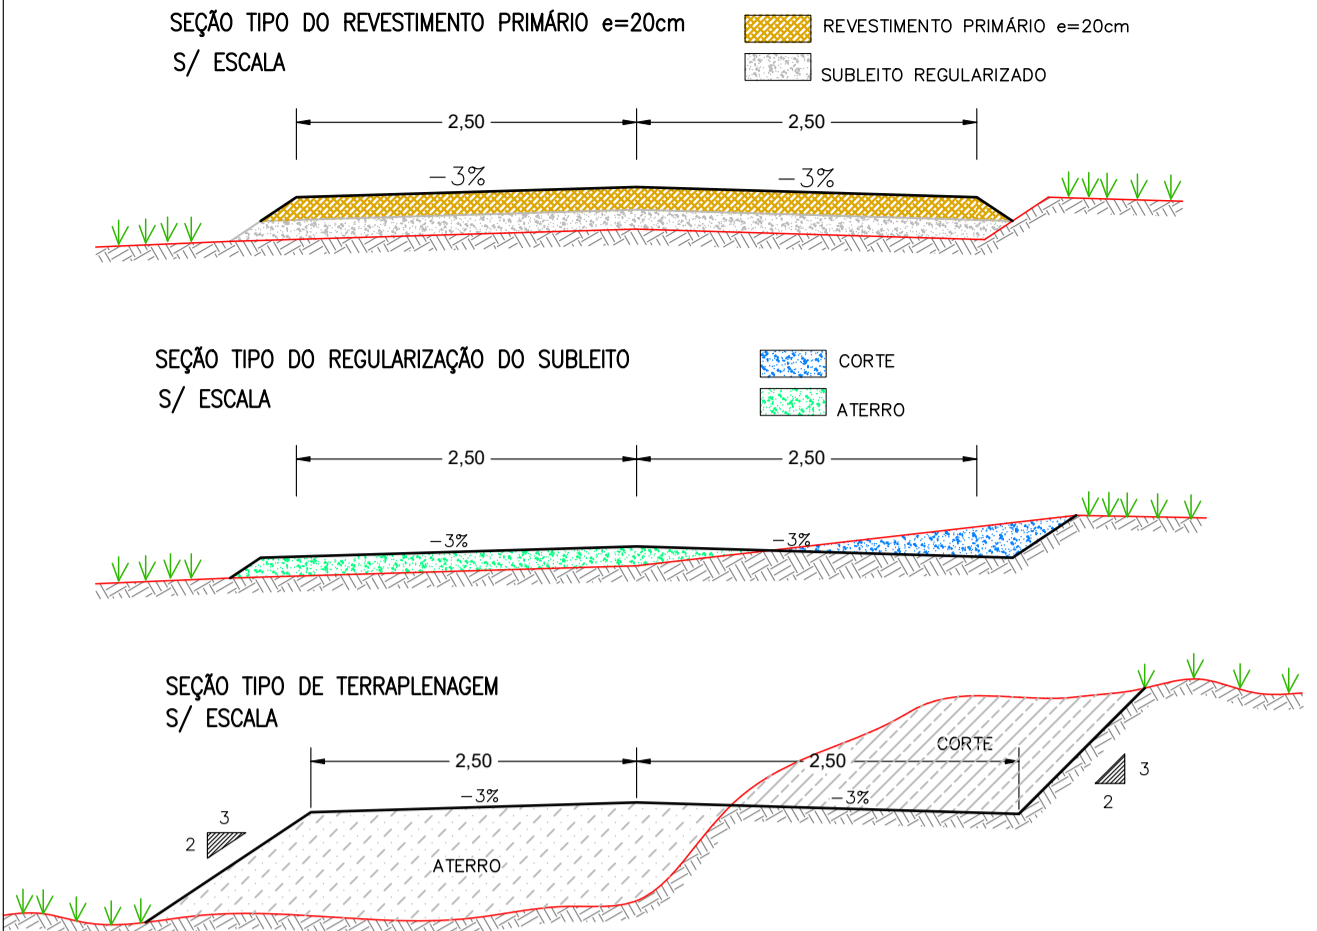 SEÇÃO TIPO DO REVESTIMENTO PRIMÁRIO e=20cm
S/ ESCALA
REVESTIMENTO PRIMÁRIO e=20cm
SUBLEITO REGULARIZADO
2,50
2,50
-3%
-3%
SEÇÃO TIPO DO REGULARIZAÇÃO DO SUBLEITO
S/ ESCALA
CORTE
ATERRO
2,50
2,50
-3%
-3%
SEÇÃO TIPO DE TERRAPLENAGEM
S/ ESCALA
CORTE
2,50
2,50
-3%
-3%
3
2
3
2
ATERRO